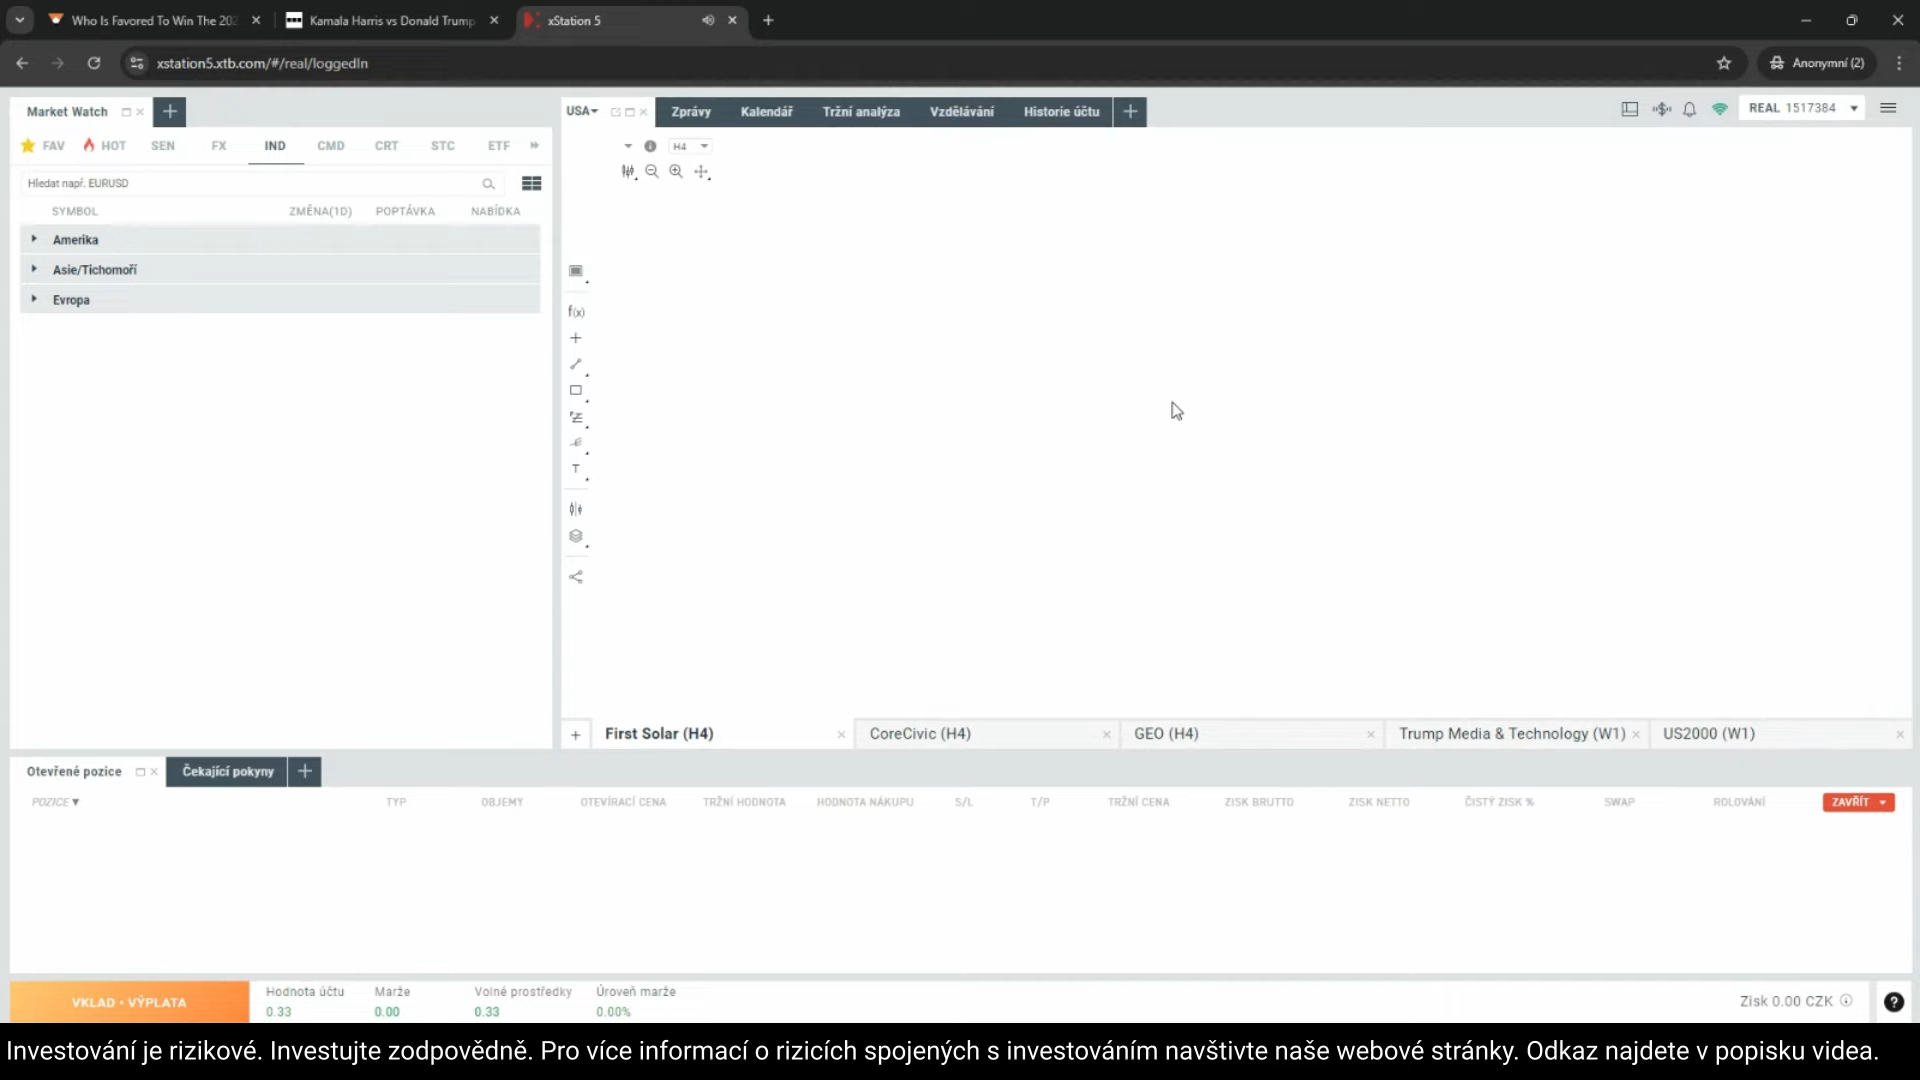 Who Is Favored To Win The 202
Kamala Harris vs Donald Trump
xStation 5
xstation5.xtb.com/#/real/loggedIn
Anonymní (2)
Market Watch
USA
Zprávy
Kalendář
Tržní analýza
Vzdělávání
Historie účtu
REAL 1517384
FAV
HOT
SEN
FX
IND
CMD
CRT
STC
ETF
H4
Hledat např. EURUSD
SYMBOL
ZMĚNA(1D)
POPTÁVKA
NABÍDKA
Amerika
Asie/Tichomoří
Evropa
f(x)
T
First Solar (H4)
CoreCivic (H4)
GEO (H4)
Trump Media & Technology (W1)
US2000 (W1)
Otevřené pozice
Čekající pokyny
POZICE
TYP
OBJEMY
OTEVÍRACÍ CENA
TRŽNÍ HODNOTA
HODNOTA NÁKUPU
S/L
T/P
TRŽNÍ CENA
ZISK BRUTTO
ZISK NETTO
ČISTÝ ZISK %
SWAP
ROLOVÁNÍ
ZAVŘÍT
VKLAD • VÝPLATA
Hodnota účtu
Marže
Volné prostředky
Úroveň marže
0.33
0.00
0.33
0.00%
Zisk 0.00 CZK
Investování je rizikové. Investujte zodpovědně. Pro více informací o rizicích spojených s investováním navštivte naše webové stránky. Odkaz najdete v popisku videa.